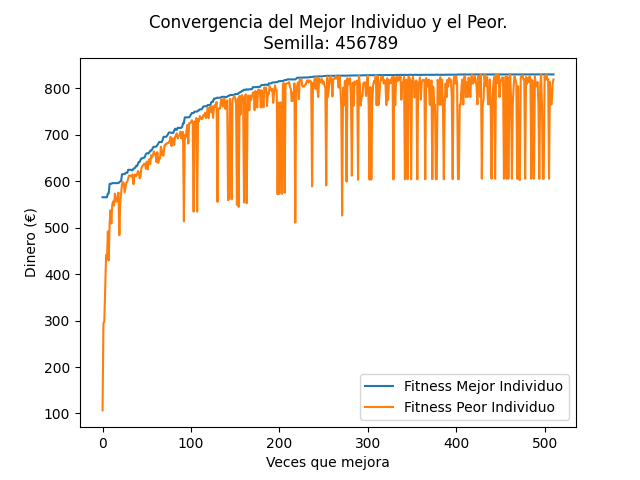 Convergencia del Mejor Individuo y el Peor.
Semilla: 456789
Dinero (€)
800
700
600
500
400
300
200
100
0
100
200
300
400
500
Veces que mejora
Fitness Mejor Individuo
Fitness Peor Individuo